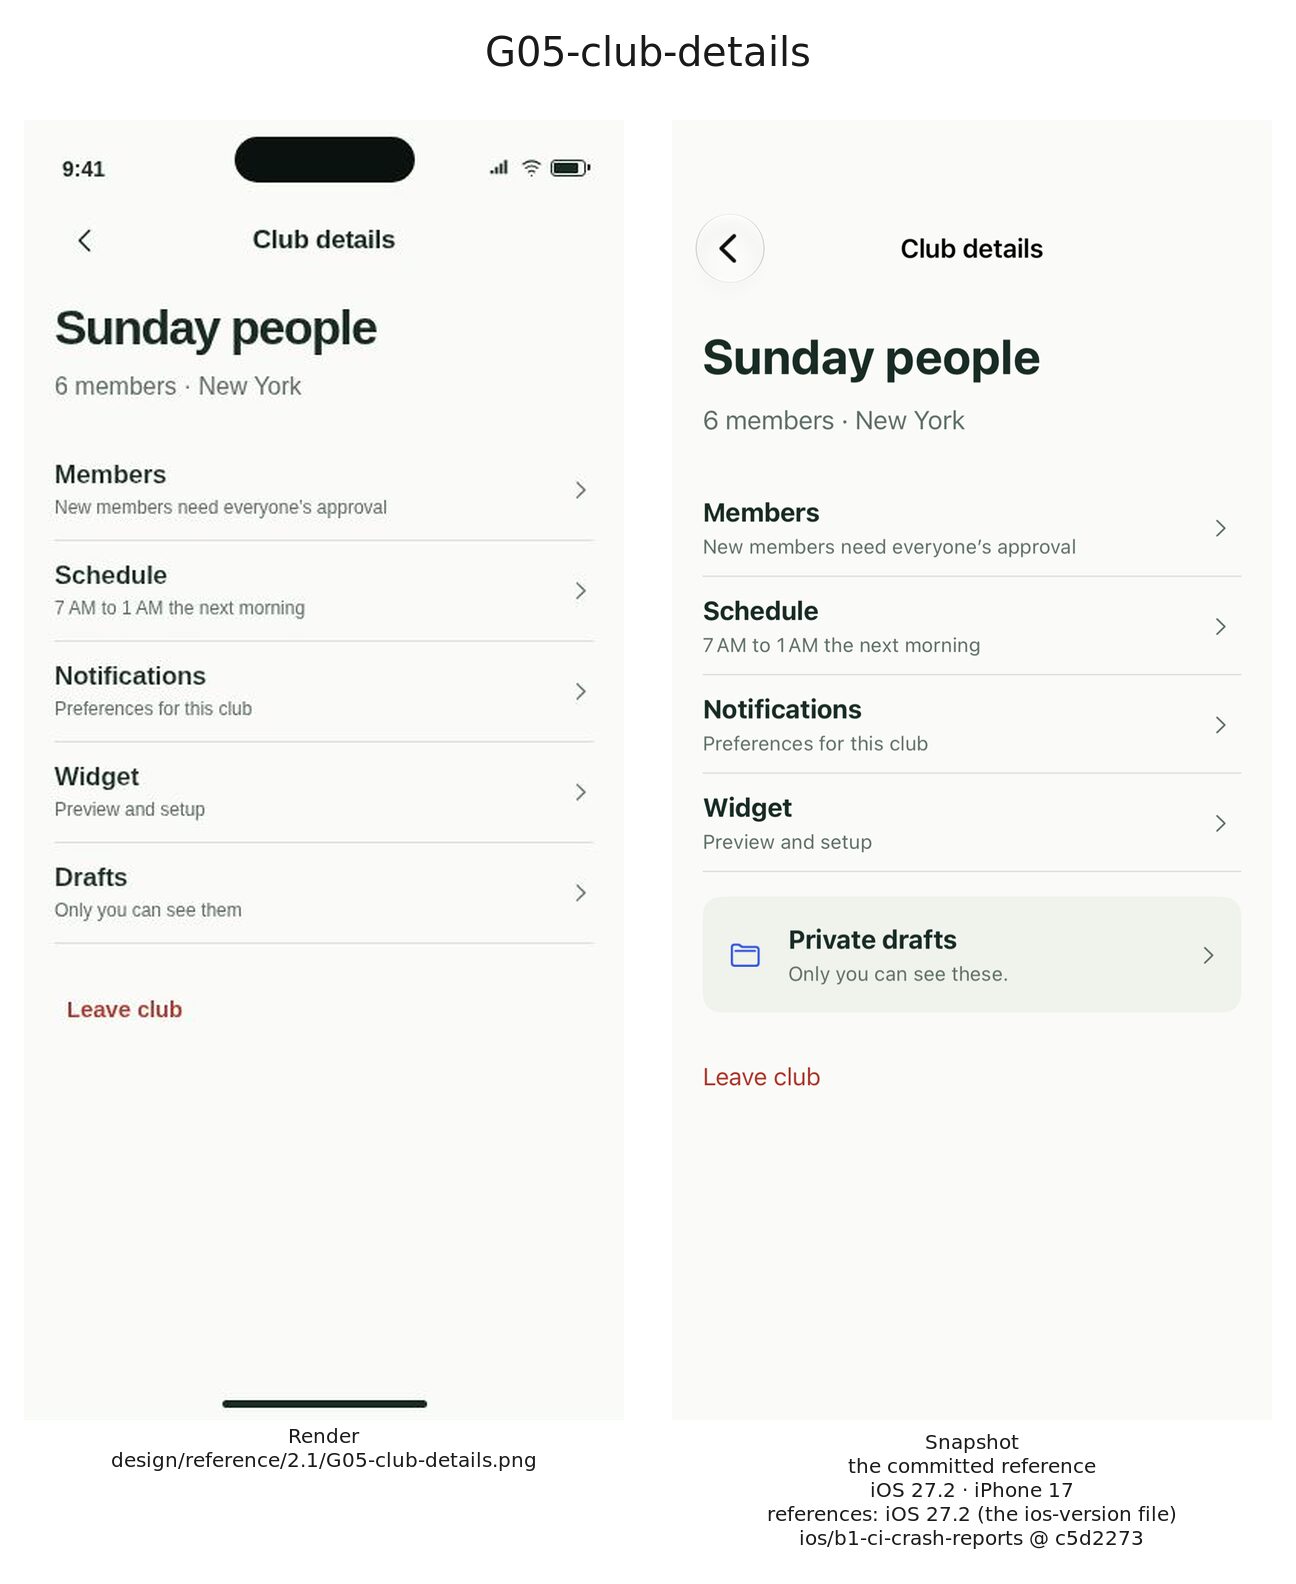 G05-club-details
9:41
Club details
Sunday people
6 members · New York
Members
New members need everyone's approval
Schedule
7 AM to 1 AM the next morning
Notifications
Preferences for this club
Widget
Preview and setup
Drafts
Only you can see them
Leave club
Render
design/reference/2.1/G05-club-details.png
Club details
Sunday people
6 members · New York
Members
New members need everyone’s approval
Schedule
7 AM to 1 AM the next morning
Notifications
Preferences for this club
Widget
Preview and setup
Private drafts
Only you can see these.
Leave club
Snapshot
the committed reference
iOS 27.2 · iPhone 17
references: iOS 27.2 (the ios-version file)
ios/b1-ci-crash-reports @ c5d2273